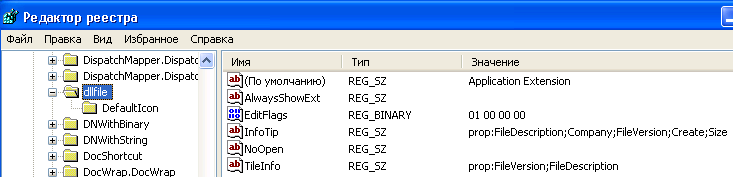 Редактор реестра
Файл Правка Вид Избранное Справка
DispatchMapper.Dispatc
DispatchMapper.Dispatc
dllfile
DefaultIcon
DNWithBinary
DNWithString
DocShortcut
DocWrap.DocWrap
Имя Тип Значение
(По умолчанию) REG_SZ Application Extension
AlwaysShowExt REG_SZ
EditFlags REG_BINARY 01 00 00 00
InfoTip REG_SZ prop:FileDescription;Company;FileVersion;Create;Size
NoOpen REG_SZ
TileInfo REG_SZ prop:FileVersion;FileDescription